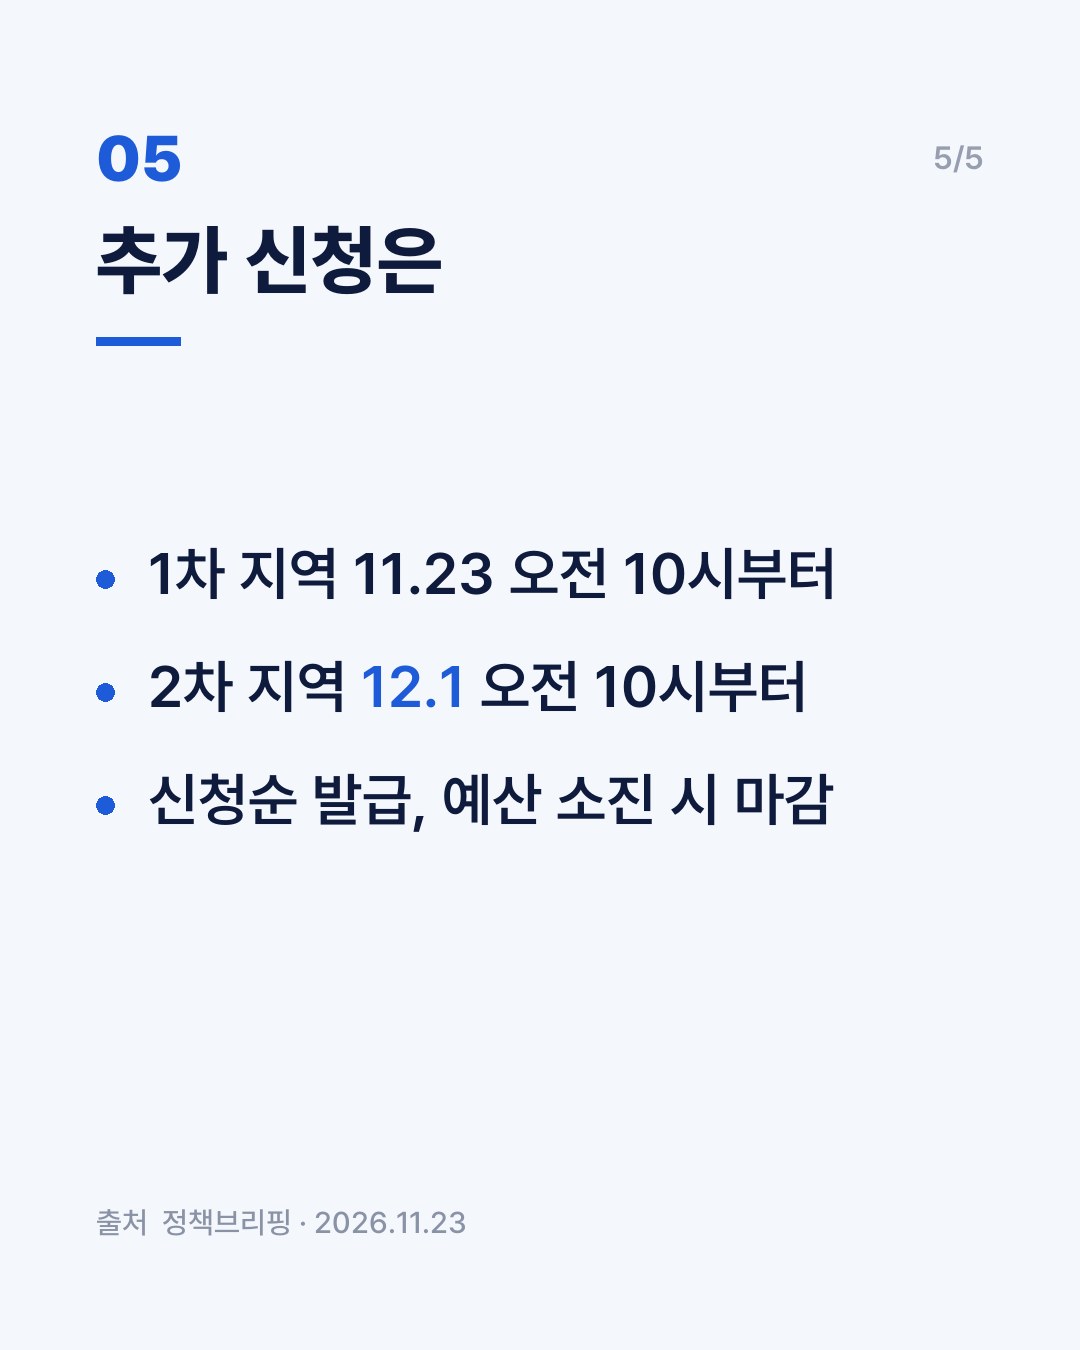 05
5/5
추가 신청은
1차 지역 11.23 오전 10시부터
2차 지역 12.1 오전 10시부터
신청순 발급, 예산 소진 시 마감
출처 정책브리핑 · 2026.11.23